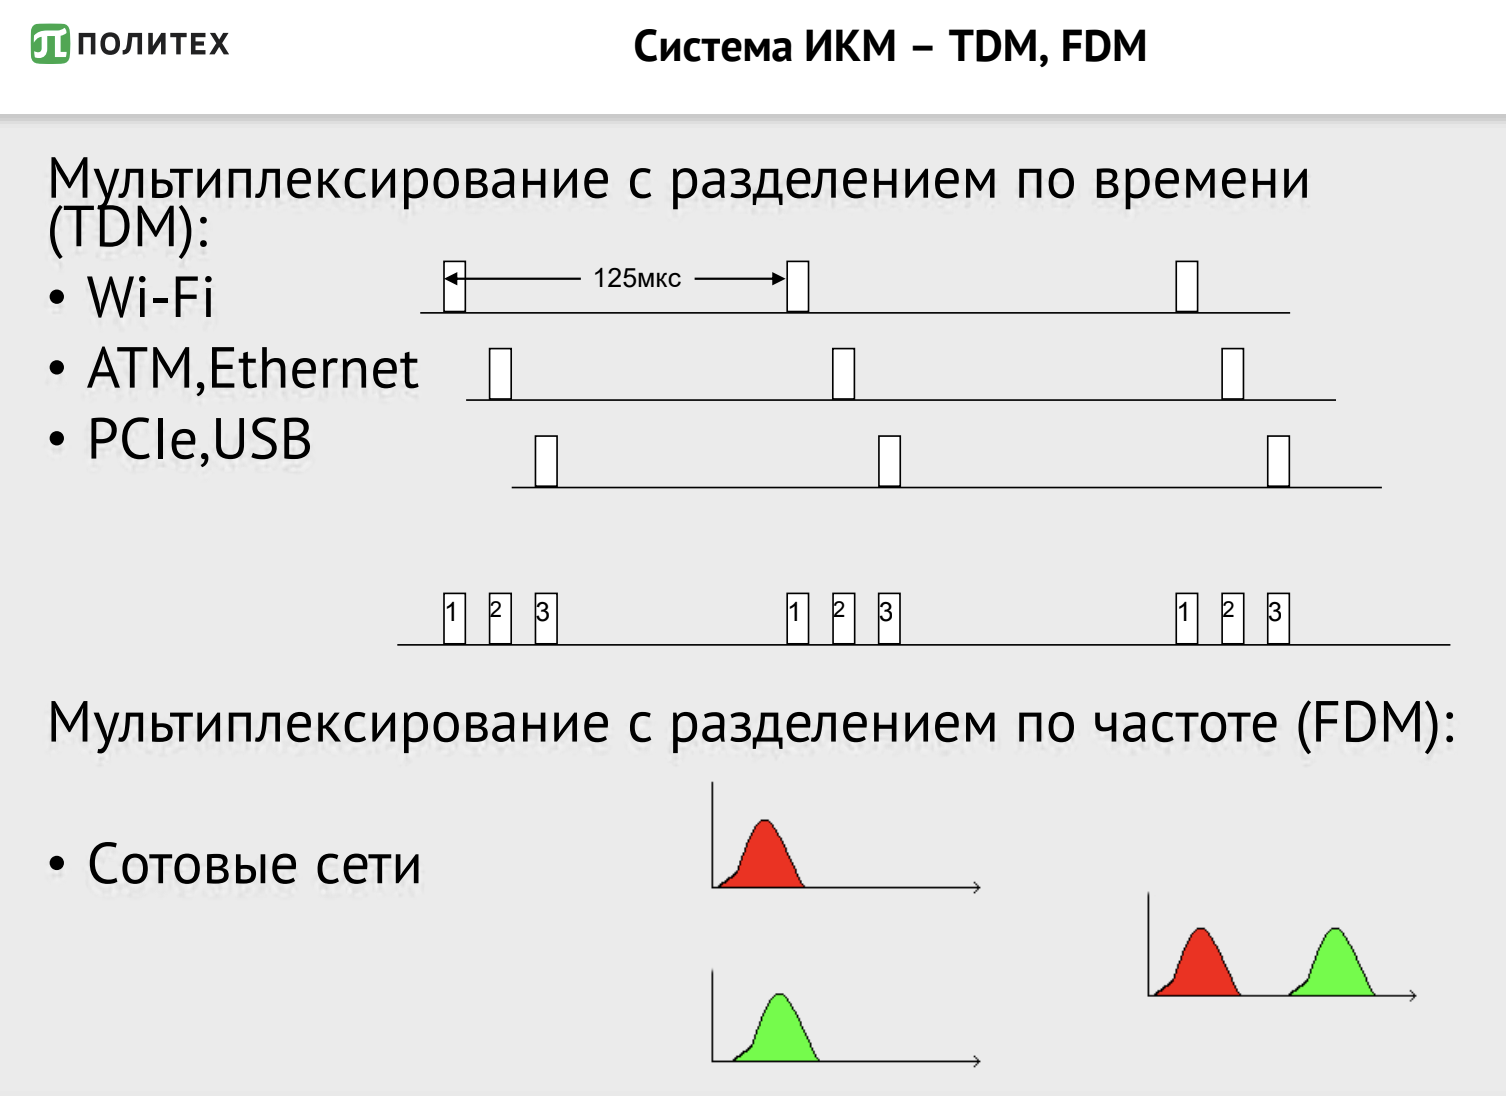 ПОЛИТЕХ
Система ИКМ – TDM, FDM
Мультиплексирование с разделением по времени
(TDM):
• Wi-Fi
• ATM,Ethernet
• PCIe,USB
125мкс
1 2 3 1 2 3 1 2 3
Мультиплексирование с разделением по частоте (FDM):
• Сотовые сети